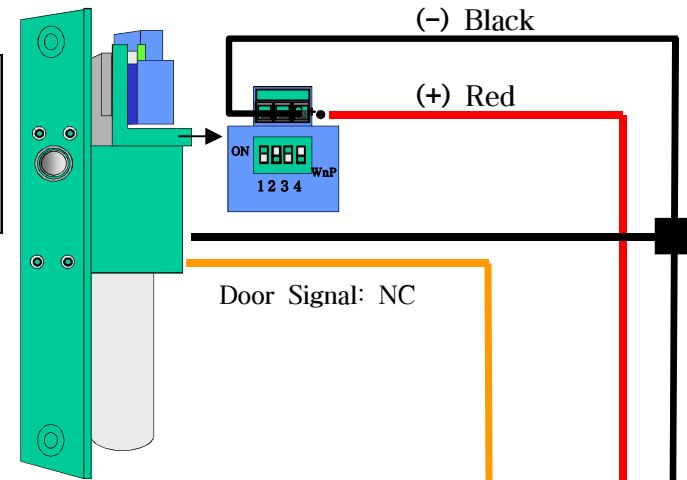 (-) Black
(+) Red
+
ON
WnP
1 2 3 4
Door Signal: NC